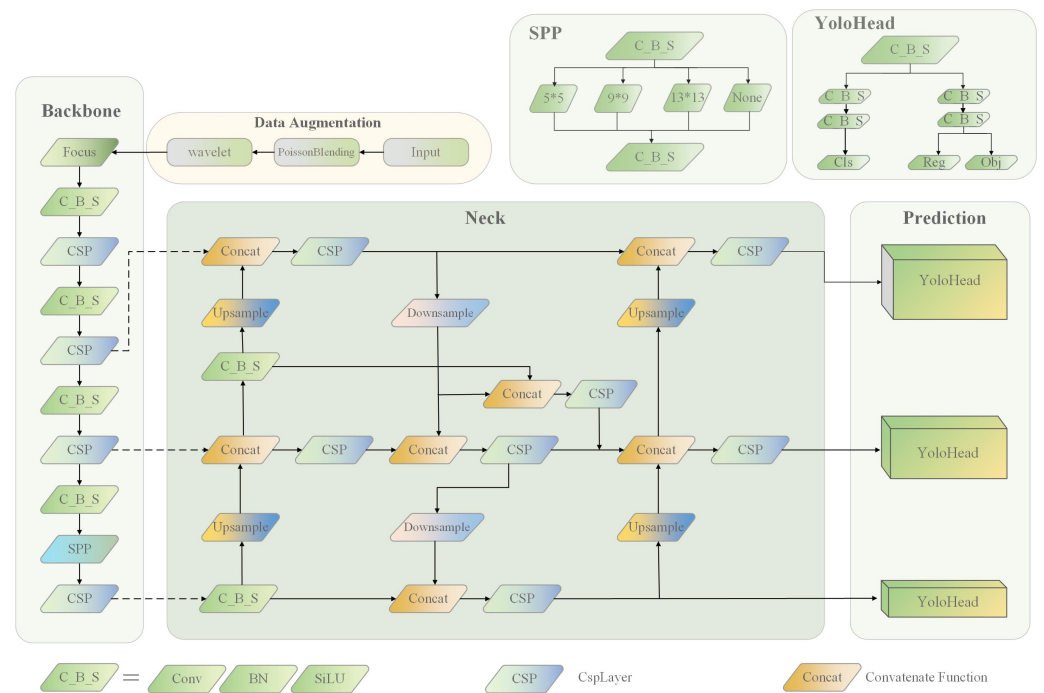 SPP
C_B_S
5*5 9*9 13*13 None
C_B_S
YoloHead
C_B_S
C_B_S C_B_S
C_B_S C_B_S
Cls Reg Obj
Backbone
Focus
C_B_S
CSP
C_B_S
CSP
C_B_S
CSP
C_B_S
SPP
CSP
Data Augmentation
wavelet PoissonBlending Input
Neck
Concat CSP Concat CSP
Upsample Downsample Upsample
C_B_S
Concat CSP
Concat CSP Concat CSP Concat CSP
Upsample Downsample Upsample
C_B_S Concat CSP
Prediction
YoloHead
YoloHead
YoloHead
C_B_S = Conv BN SiLU CSP CspLayer Concat Convatenate Function